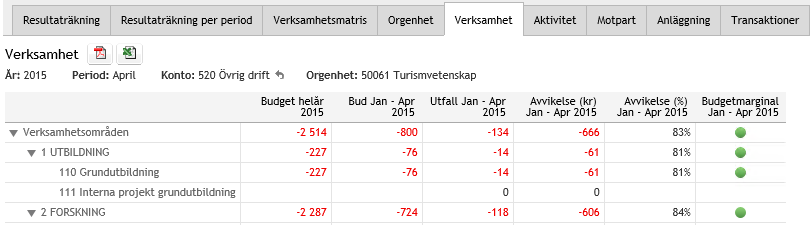 Resultaträkning Resultaträkning per period Verksamhetsmatris Orgenhet Verksamhet Aktivitet Motpart Anläggning Transaktioner
Verksamhet
År: 2015 Period: April Konto: 520 Övrig drift Orgenhet: 50061 Turismvetenskap
Budget helår Bud Jan - Apr Utfall Jan - Apr Avvikelse (kr) Avvikelse (%) Budgetmarginal
2015 2015 2015 Jan - Apr 2015 Jan - Apr 2015 Jan - Apr 2015
Verksamhetsområden -2 514 -800 -134 -666 83%
1 UTBILDNING -227 -76 -14 -61 81%
110 Grundutbildning -227 -76 -14 -61 81%
111 Interna projekt grundutbildning 0 0
2 FORSKNING -2 287 -724 -118 -606 84%